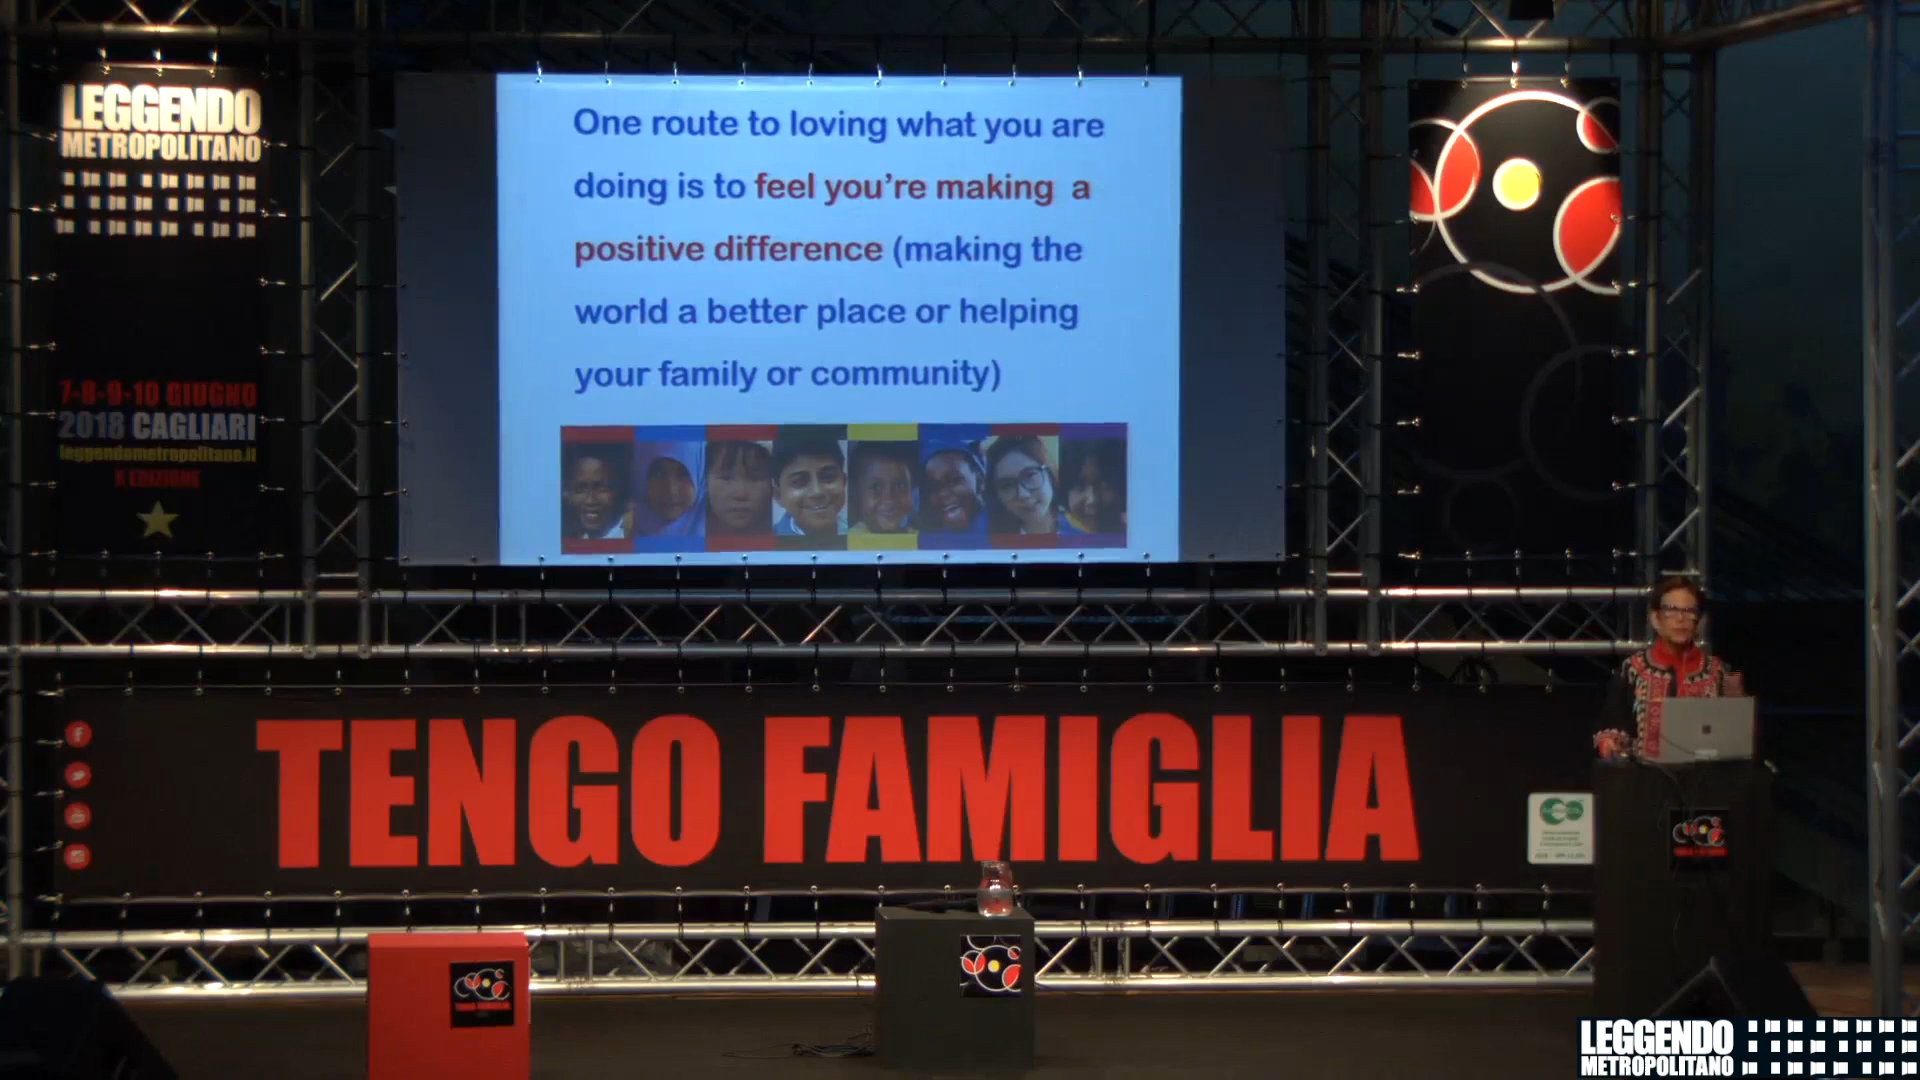 LEGGENDO
METROPOLITANO
7-8-9-10 GIUGNO
2018 CAGLIARI
leggendometropolitano.it
X EDIZIONE
One route to loving what you are
doing is to feel you’re making a
positive difference (making the
world a better place or helping
your family or community)
TENGO FAMIGLIA
LEGGENDO
METROPOLITANO